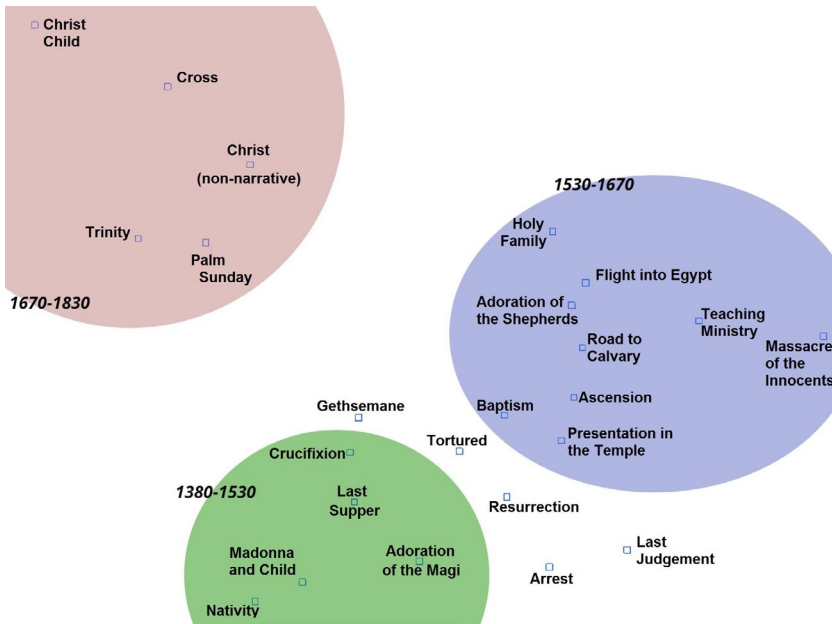 Christ
Child
Cross
Christ
(non-narrative)
Trinity
Palm
Sunday
1670-1830
1530-1670
Holy
Family
Flight into Egypt
Adoration of
the Shepherds
Teaching
Ministry
Road to
Calvary
Massacre
of the
Innocents
Ascension
Baptism
Presentation in
the Temple
Gethsemane
Tortured
Crucifixion
1380-1530
Last
Supper
Resurrection
Madonna
and Child
Adoration
of the Magi
Last
Judgement
Arrest
Nativity